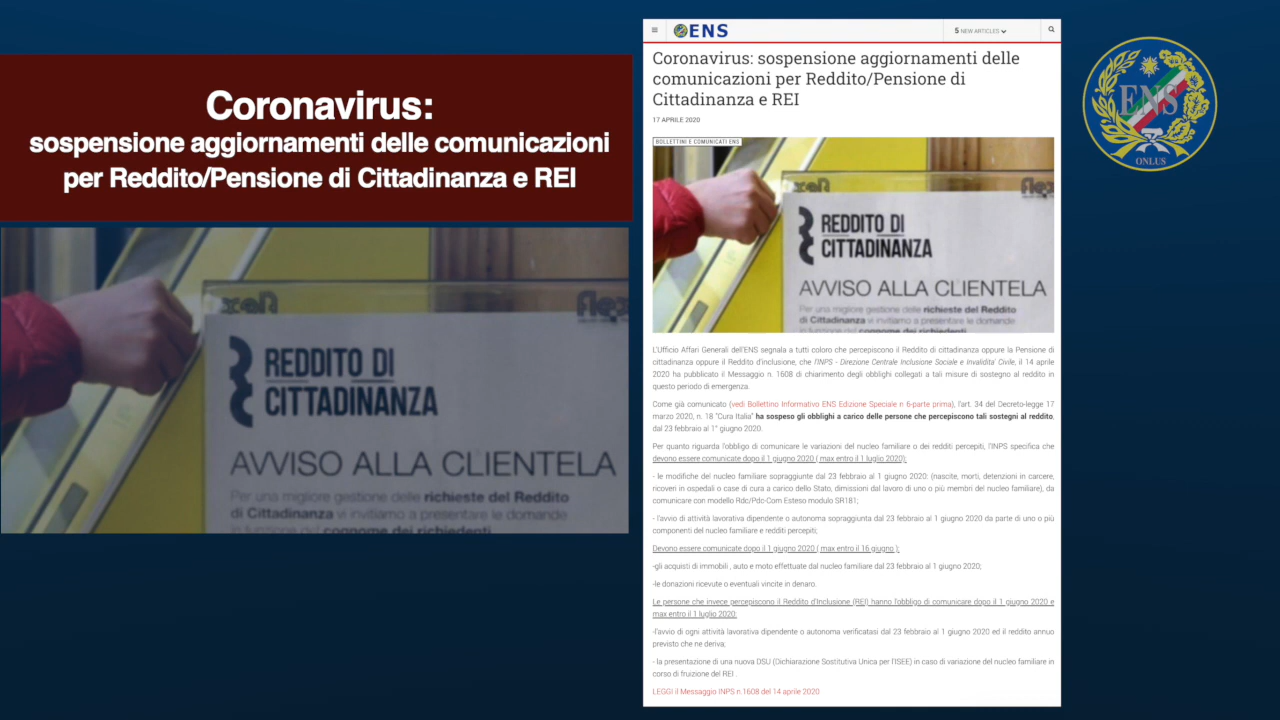 Coronavirus:
sospensione aggiornamenti delle comunicazioni
per Reddito/Pensione di Cittadinanza e REI
flex
REDDITO DI
CITTADINANZA
AVVISO ALLA CLIENTELA
Per una migliore gestione delle richieste del Reddito
di Cittadinanza vi invitiamo a presentare le domande
in funzione del cognome dei richiedenti
ENS
5 NEW ARTICLES
Coronavirus: sospensione aggiornamenti delle
comunicazioni per Reddito/Pensione di
Cittadinanza e REI
17 APRILE 2020
BOLLETTINI E COMUNICATI ENS
flex
REDDITO DI
CITTADINANZA
AVVISO ALLA CLIENTELA
Per una migliore gestione delle richieste del Reddito
di Cittadinanza vi invitiamo a presentare le domande
in funzione del cognome dei richiedenti
L'Ufficio Affari Generali dell'ENS segnala a tutti coloro che percepiscono il Reddito di cittadinanza oppure la Pensione di
cittadinanza oppure il Reddito d'inclusione, che l'INPS - Direzione Centrale Inclusione Sociale e Invalidita' Civile, il 14 aprile
2020 ha pubblicato il Messaggio n. 1608 di chiarimento degli obblighi collegati a tali misure di sostegno al reddito in
questo periodo di emergenza.
Come già comunicato (vedi Bollettino Informativo ENS Edizione Speciale n 6-parte prima), l'art. 34 del Decreto-legge 17
marzo 2020, n. 18 "Cura Italia" ha sospeso gli obblighi a carico delle persone che percepiscono tali sostegni al reddito,
dal 23 febbraio al 1° giugno 2020.
Per quanto riguarda l'obbligo di comunicare le variazioni del nucleo familiare o dei redditi percepiti, l'INPS specifica che
devono essere comunicate dopo il 1 giugno 2020 ( max entro il 1 luglio 2020):
- le modifiche del nucleo familiare sopraggiunte dal 23 febbraio al 1 giugno 2020: (nascite, morti, detenzioni in carcere,
ricoveri in ospedali o case di cura a carico dello Stato, dimissioni dal lavoro di uno o più membri del nucleo familiare), da
comunicare con modello Rdc/Pdc-Com Esteso modulo SR181;
- l'avvio di attività lavorativa dipendente o autonoma sopraggiunta dal 23 febbraio al 1 giugno 2020 da parte di uno o più
componenti del nucleo familiare e redditi percepiti;
Devono essere comunicate dopo il 1 giugno 2020 ( max entro il 16 giugno ):
-gli acquisti di immobili , auto e moto effettuate dal nucleo familiare dal 23 febbraio al 1 giugno 2020;
-le donazioni ricevute o eventuali vincite in denaro.
Le persone che invece percepiscono il Reddito d'Inclusione (REI) hanno l'obbligo di comunicare dopo il 1 giugno 2020 e
max entro il 1 luglio 2020:
-l'avvio di ogni attività lavorativa dipendente o autonoma verificatasi dal 23 febbraio al 1 giugno 2020 ed il reddito annuo
previsto che ne deriva;
- la presentazione di una nuova DSU (Dichiarazione Sostitutiva Unica per l'ISEE) in caso di variazione del nucleo familiare in
corso di fruizione del REI .
LEGGI il Messaggio INPS n.1608 del 14 aprile 2020
ENS
ONLUS